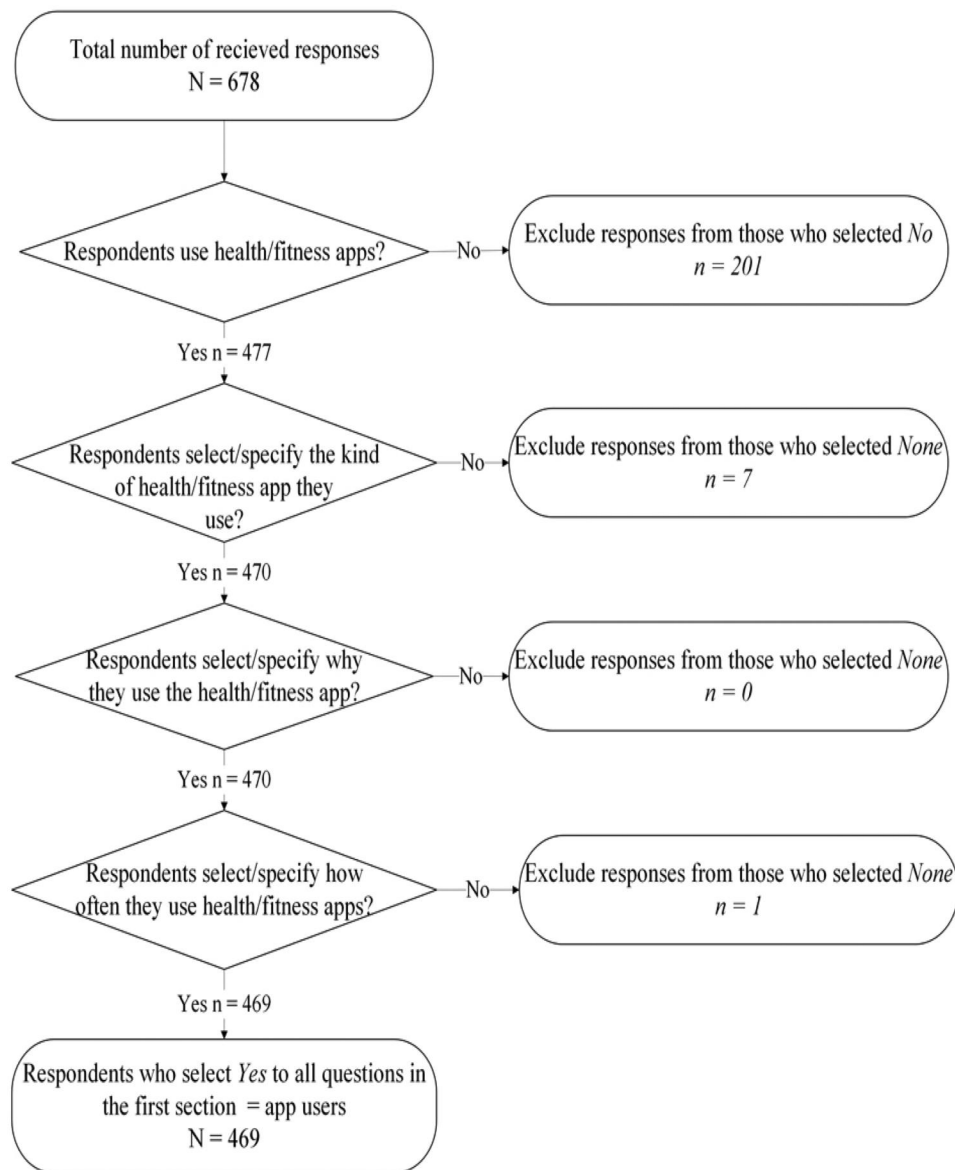 Total number of recieved responses
N = 678
Respondents use health/fitness apps?
No
Exclude responses from those who selected No
n = 201
Yes n = 477
Respondents select/specify the kind
of health/fitness app they
use?
No
Exclude responses from those who selected None
n = 7
Yes n = 470
Respondents select/specify why
they use the health/fitness app?
No
Exclude responses from those who selected None
n = 0
Yes n = 470
Respondents select/specify how
often they use health/fitness apps?
No
Exclude responses from those who selected None
n = 1
Yes n = 469
Respondents who select Yes to all questions in
the first section = app users
N = 469